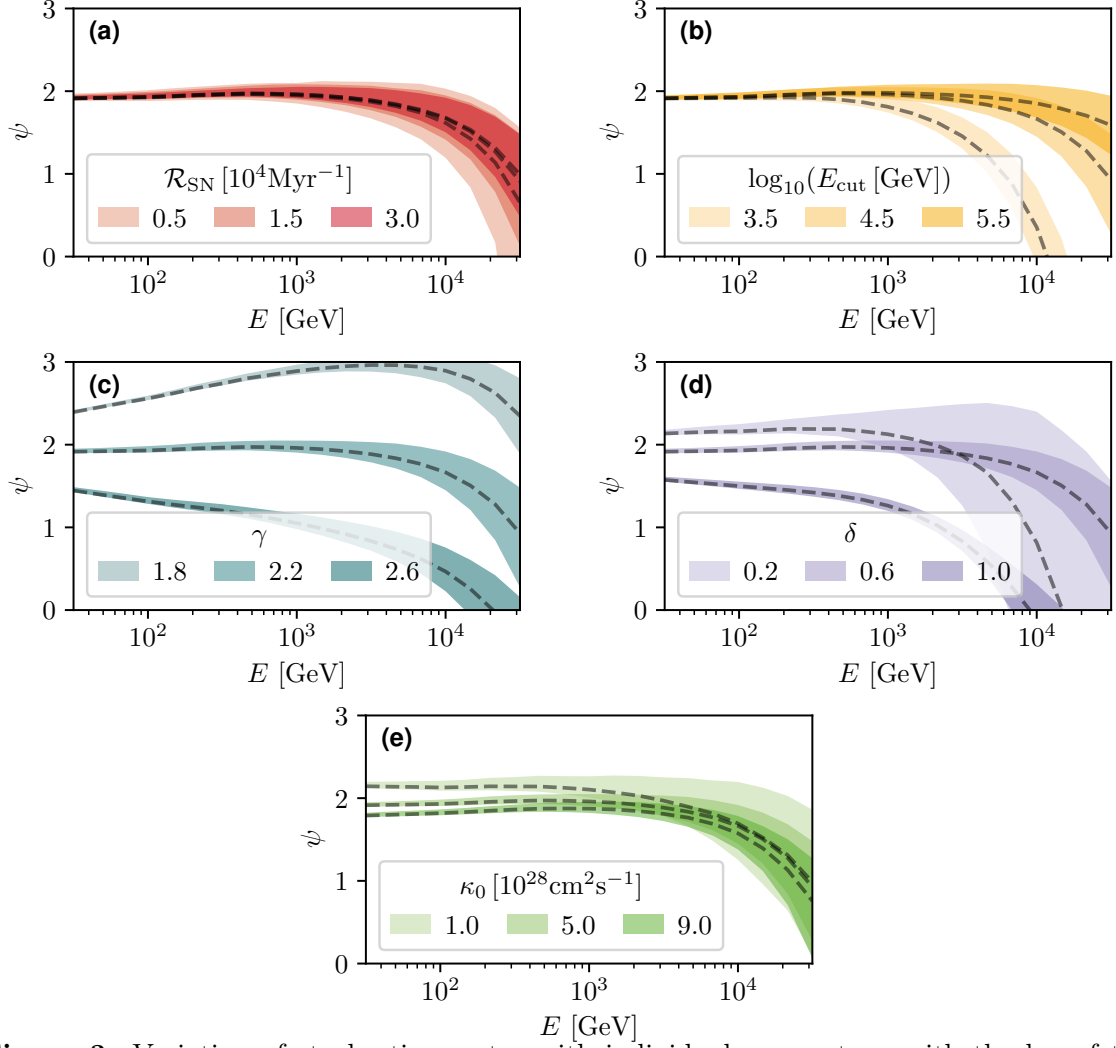 (a)
3
2
1
0
ψ
R_SN [10^4 Myr^−1]
0.5 1.5 3.0
10^2 10^3 10^4
E [GeV]
(b)
3
2
1
0
ψ
log_10(E_cut [GeV])
3.5 4.5 5.5
10^2 10^3 10^4
E [GeV]
(c)
3
2
1
0
ψ
γ
1.8 2.2 2.6
10^2 10^3 10^4
E [GeV]
(d)
3
2
1
0
ψ
δ
0.2 0.6 1.0
10^2 10^3 10^4
E [GeV]
(e)
3
2
1
0
ψ
κ_0 [10^28 cm^2 s^−1]
1.0 5.0 9.0
10^2 10^3 10^4
E [GeV]